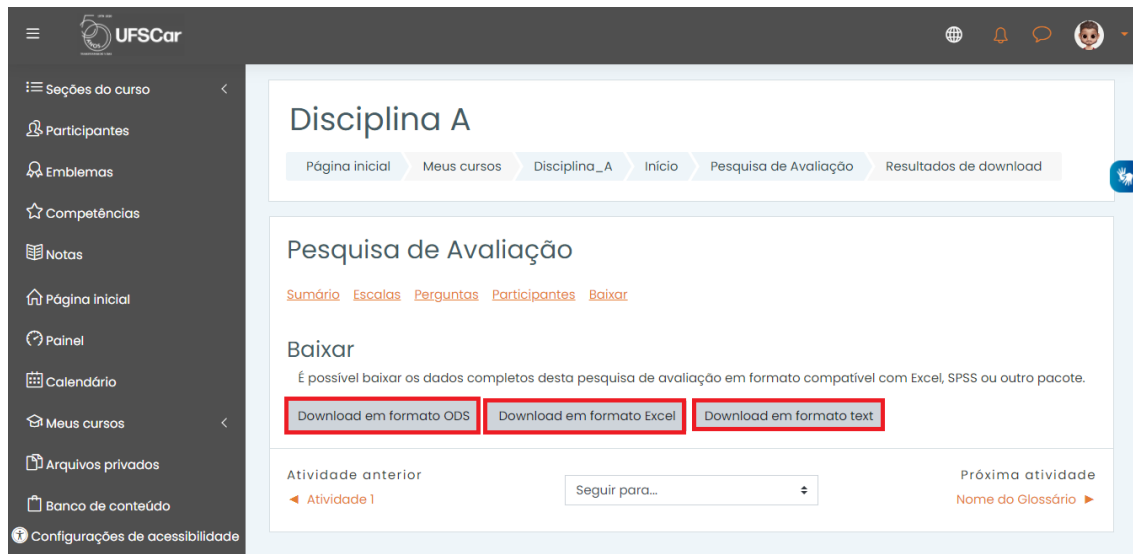 UFSCar
Seções do curso
Participantes
Emblemas
Competências
Notas
Página inicial
Painel
Calendário
Meus cursos
Arquivos privados
Banco de conteúdo
Configurações de acessibilidade
Disciplina A
Página inicial Meus cursos Disciplina_A Início Pesquisa de Avaliação Resultados de download
Pesquisa de Avaliação
Sumário Escalas Perguntas Participantes Baixar
Baixar
É possível baixar os dados completos desta pesquisa de avaliação em formato compatível com Excel, SPSS ou outro pacote.
Download em formato ODS Download em formato Excel Download em formato text
Atividade anterior
◄ Atividade 1
Seguir para...
Próxima atividade
Nome do Glossário ►